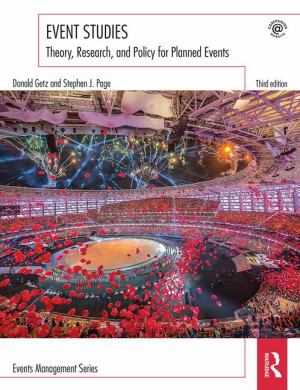 EVENT STUDIES
Theory, Research, and Policy for Planned Events
Donald Getz and Stephen J. Page
Third edition
Events Management Series
R
Routledge